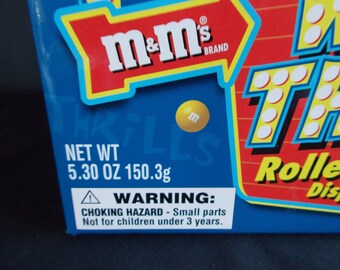 m&m's
BRAND
m
THRILLS
NET WT
5.30 OZ 150.3g
WARNING:
CHOKING HAZARD - Small parts
Not for children under 3 years.